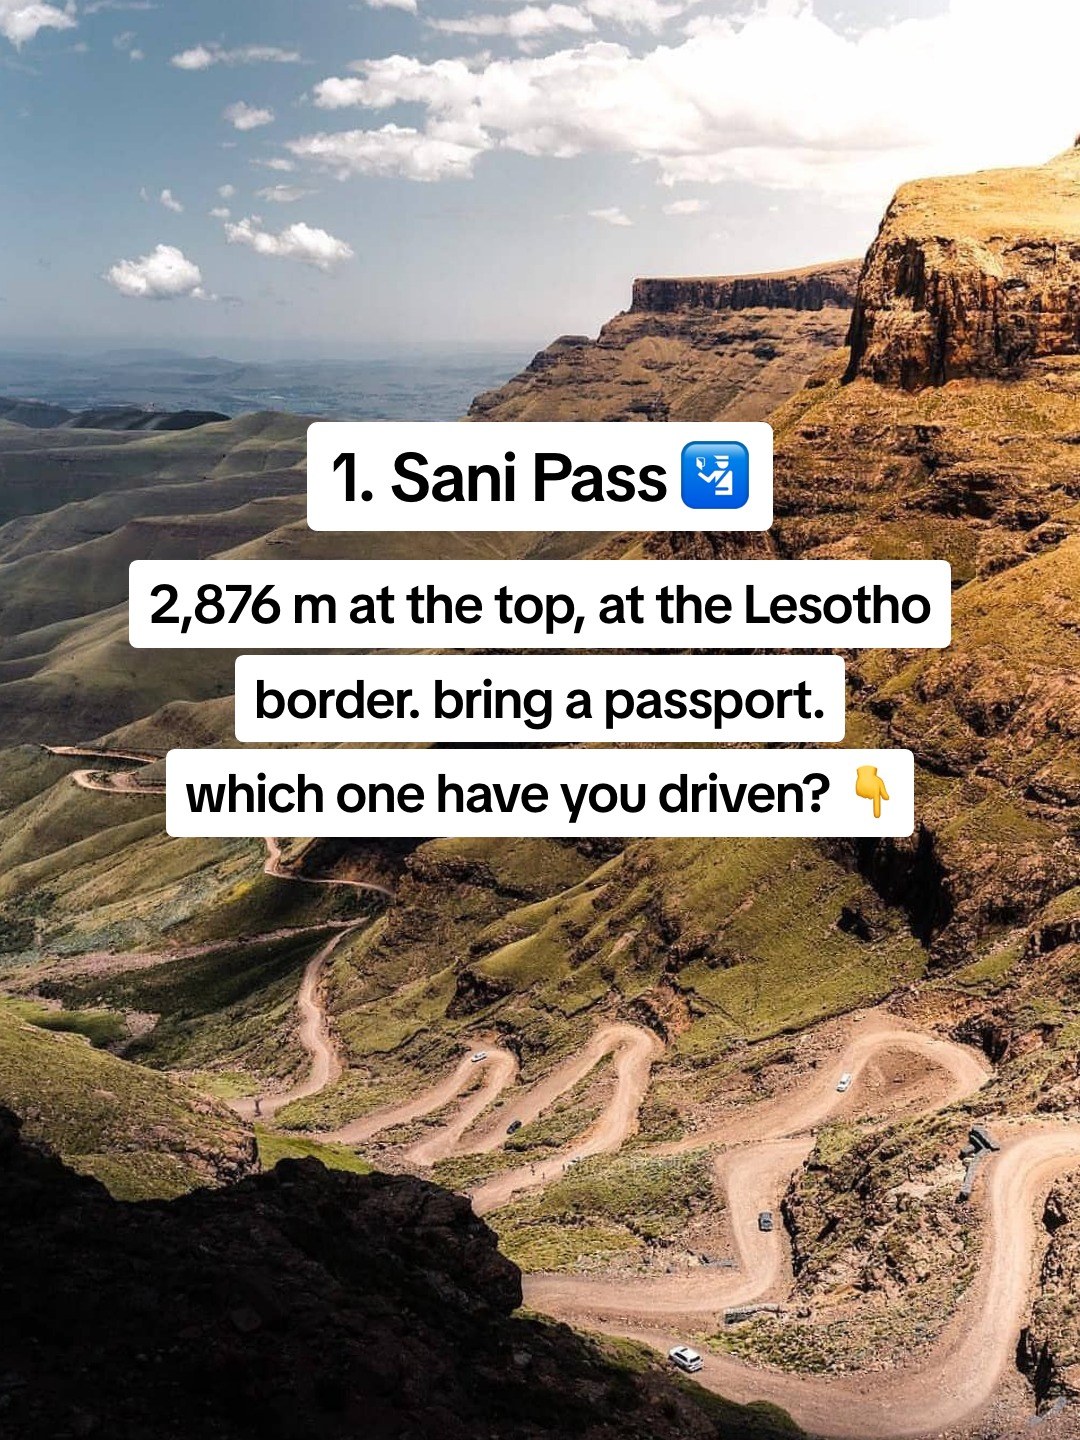 1. Sani Pass 🛂
2,876 m at the top, at the Lesotho
border. bring a passport.
which one have you driven? 👇